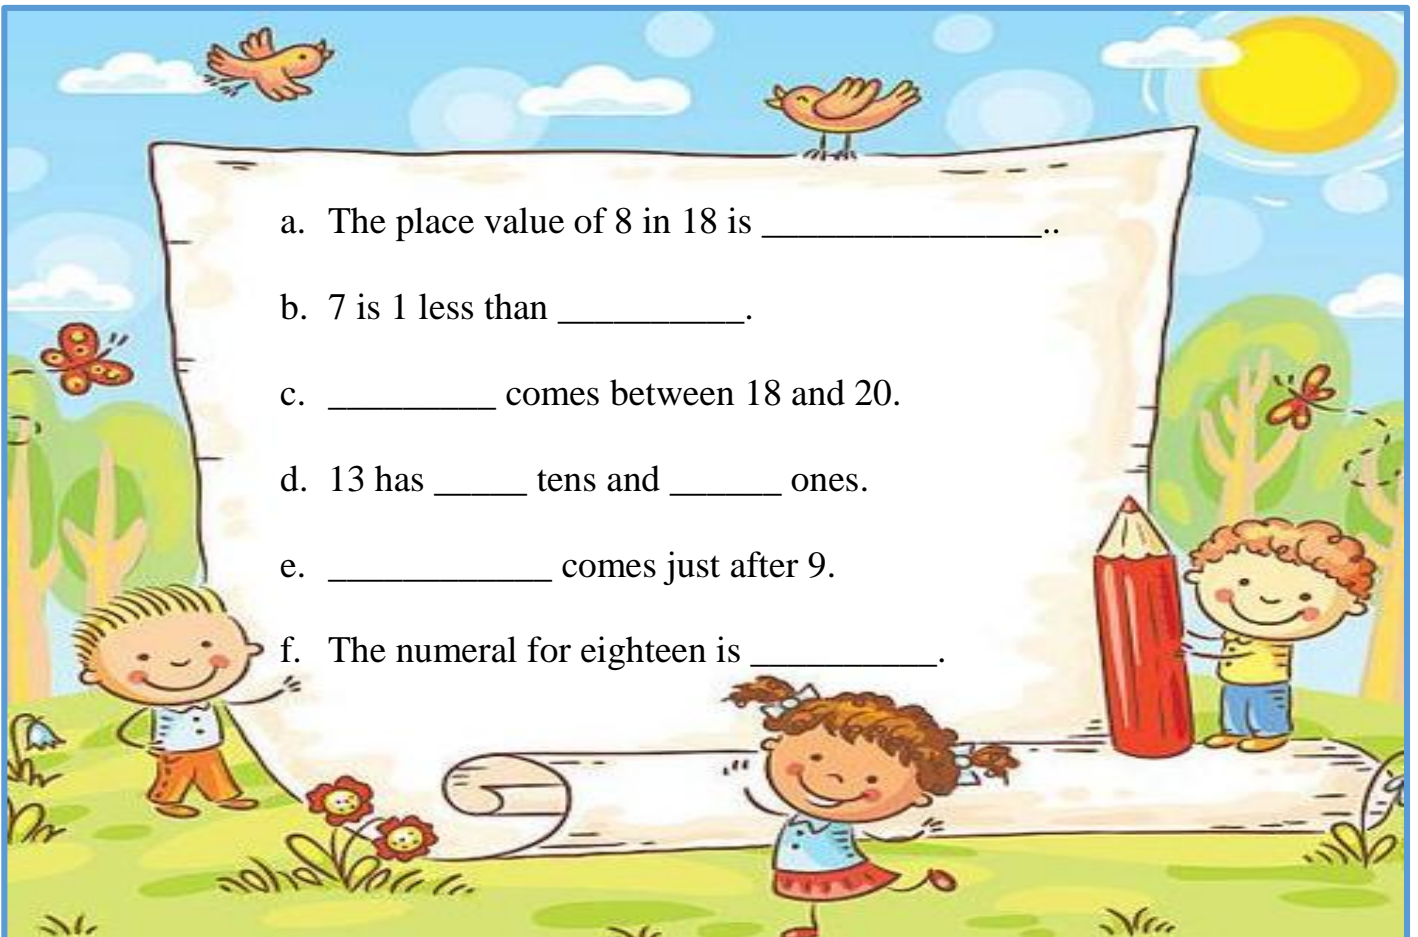 a. The place value of 8 in 18 is _______________..
b. 7 is 1 less than __________.
c. _________ comes between 18 and 20.
d. 13 has _____ tens and ______ ones.
e. ____________ comes just after 9.
f. The numeral for eighteen is __________.